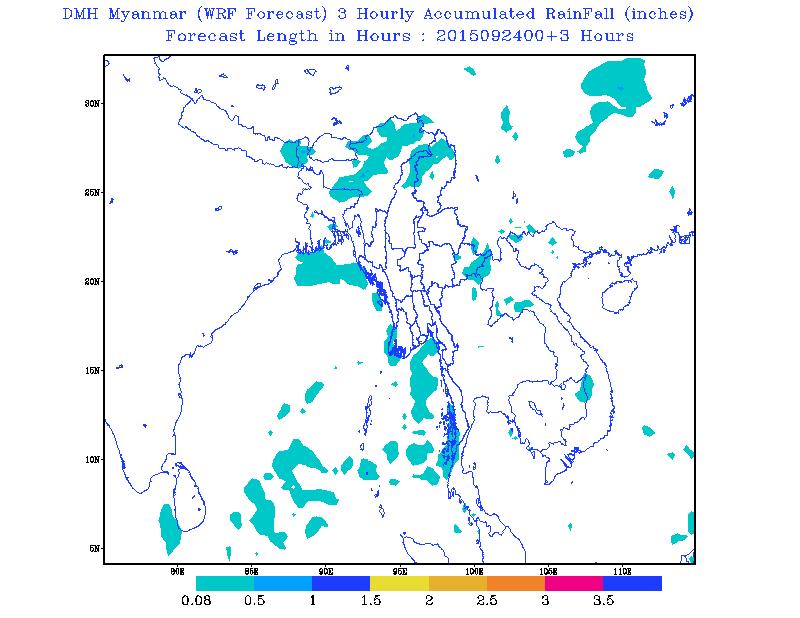 DMH Myanmar (WRF Forecast) 3 Hourly Accumulated RainFall (inches)
Forecast Length in Hours : 2015092400+3 Hours
30N
25N
20N
15N
10N
5N
80E 85E 90E 95E 100E 105E 110E
0.08 0.5 1 1.5 2 2.5 3 3.5